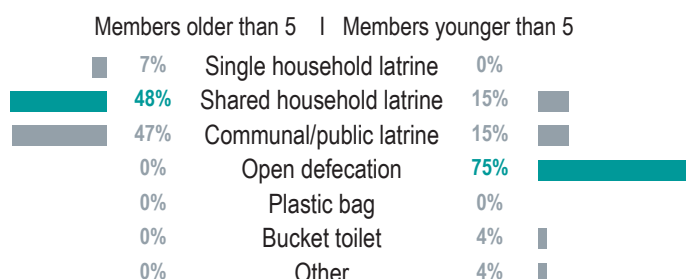 Members older than 5 I Members younger than 5
7% Single household latrine 0%
48% Shared household latrine 15%
47% Communal/public latrine 15%
0% Open defecation 75%
0% Plastic bag 0%
0% Bucket toilet 4%
0% Other 4%